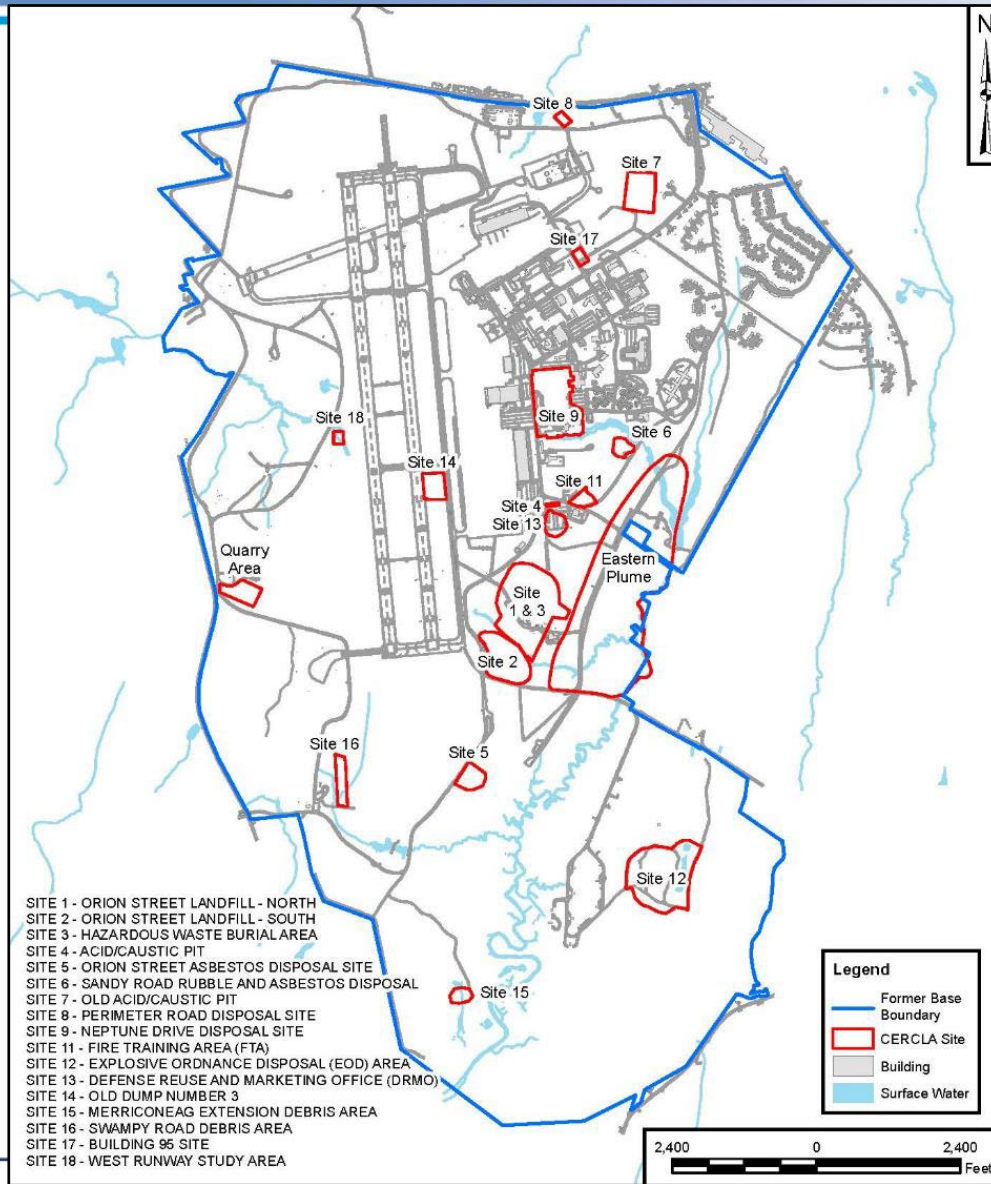 N
Site 8
Site 7
Site 17
Site 9
Site 18
Site 6
Site 14
Site 11
Site 4
Site 13
Quarry
Area
Eastern
Plume
Site
1 & 3
Site 2
Site 16
Site 5
Site 12
Site 15
SITE 1 - ORION STREET LANDFILL - NORTH
SITE 2 - ORION STREET LANDFILL - SOUTH
SITE 3 - HAZARDOUS WASTE BURIAL AREA
SITE 4 - ACID/CAUSTIC PIT
SITE 5 - ORION STREET ASBESTOS DISPOSAL SITE
SITE 6 - SANDY ROAD RUBBLE AND ASBESTOS DISPOSAL
SITE 7 - OLD ACID/CAUSTIC PIT
SITE 8 - PERIMETER ROAD DISPOSAL SITE
SITE 9 - NEPTUNE DRIVE DISPOSAL SITE
SITE 11 - FIRE TRAINING AREA (FTA)
SITE 12 - EXPLOSIVE ORDNANCE DISPOSAL (EOD) AREA
SITE 13 - DEFENSE REUSE AND MARKETING OFFICE (DRMO)
SITE 14 - OLD DUMP NUMBER 3
SITE 15 - MERRICONEAG EXTENSION DEBRIS AREA
SITE 16 - SWAMPY ROAD DEBRIS AREA
SITE 17 - BUILDING 95 SITE
SITE 18 - WEST RUNWAY STUDY AREA
Legend
Former Base
Boundary
CERCLA Site
Building
Surface Water
2,400 0 2,400
Feet